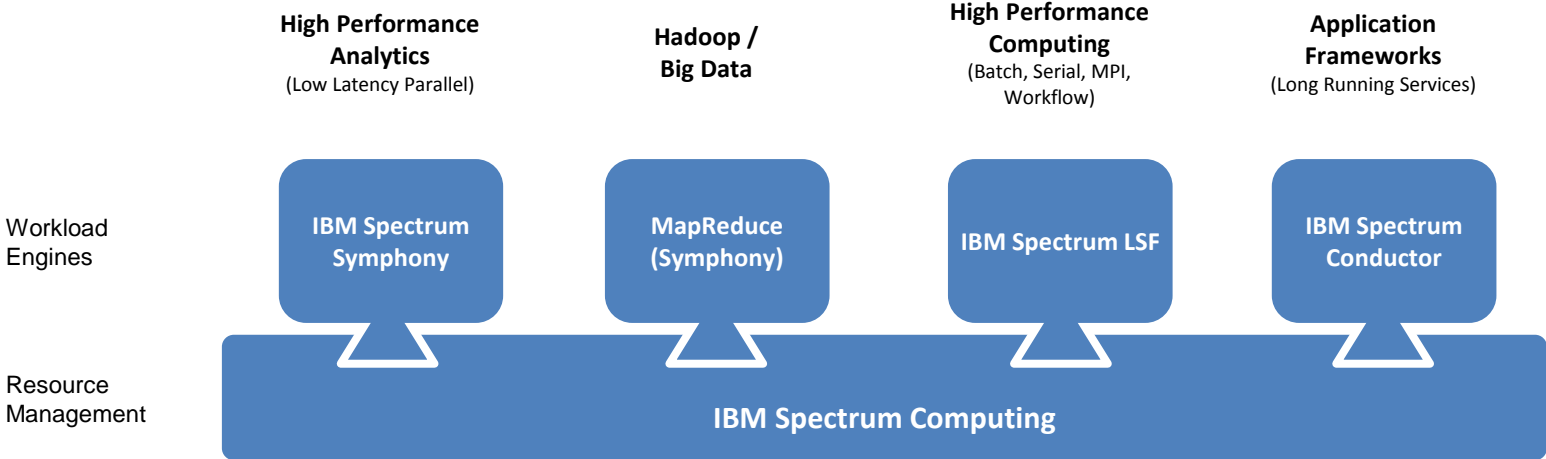 High Performance
Analytics
(Low Latency Parallel)
Hadoop /
Big Data
High Performance
Computing
(Batch, Serial, MPI,
Workflow)
Application
Frameworks
(Long Running Services)
Workload
Engines
IBM Spectrum
Symphony
MapReduce
(Symphony)
IBM Spectrum LSF
IBM Spectrum
Conductor
Resource
Management
IBM Spectrum Computing